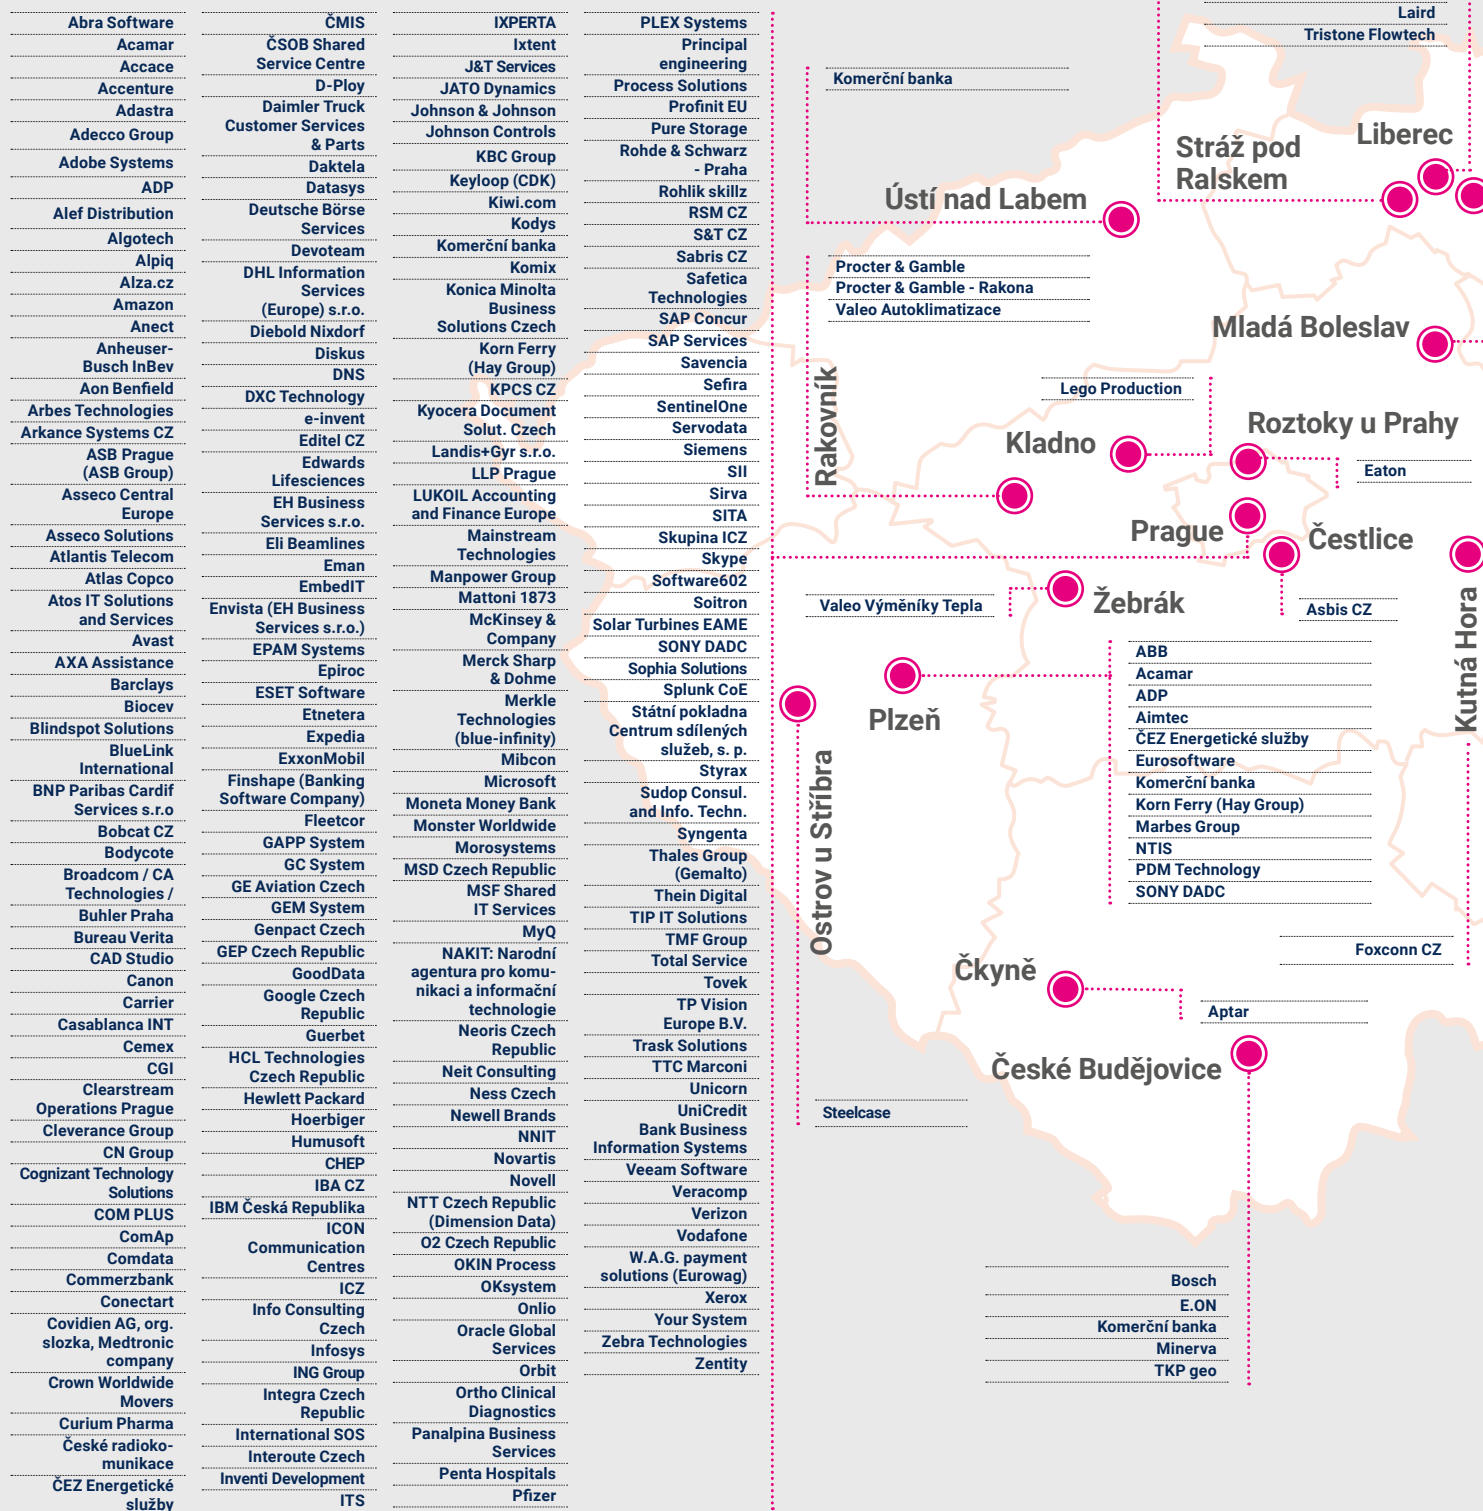 Abra Software
Acamar
Accace
Accenture
Adastra
Adecco Group
Adobe Systems
ADP
Alef Distribution
Algotech
Alpiq
Alza.cz
Amazon
Anect
Anheuser-
Busch InBev
Aon Benfield
Arbes Technologies
Arkance Systems CZ
ASB Prague
(ASB Group)
Asseco Central
Europe
Asseco Solutions
Atlantis Telecom
Atlas Copco
Atos IT Solutions
and Services
Avast
AXA Assistance
Barclays
Biocev
Blindspot Solutions
BlueLink
International
BNP Paribas Cardif
Services s.r.o
Bobcat CZ
Bodycote
Broadcom / CA
Technologies /
Buhler Praha
Bureau Verita
CAD Studio
Canon
Carrier
Casablanca INT
Cemex
CGI
Clearstream
Operations Prague
Cleverance Group
CN Group
Cognizant Technology
Solutions
COM PLUS
ComAp
Comdata
Commerzbank
Conectart
Covidien AG, org.
slozka, Medtronic
company
Crown Worldwide
Movers
Curium Pharma
České radioko-
munikace
ČEZ Energetické
služby
ČMIS
ČSOB Shared
Service Centre
D-Ploy
Daimler Truck
Customer Services
& Parts
Daktela
Datasys
Deutsche Börse
Services
Devoteam
DHL Information
Services
(Europe) s.r.o.
Diebold Nixdorf
Diskus
DNS
DXC Technology
e-invent
Editel CZ
Edwards
Lifesciences
EH Business
Services s.r.o.
Eli Beamlines
Eman
EmbedIT
Envista (EH Business
Services s.r.o.)
EPAM Systems
Epiroc
ESET Software
Etnetera
Expedia
ExxonMobil
Finshape (Banking
Software Company)
Fleetcor
GAPP System
GC System
GE Aviation Czech
GEM System
Genpact Czech
GEP Czech Republic
GoodData
Google Czech
Republic
Guerbet
HCL Technologies
Czech Republic
Hewlett Packard
Hoerbiger
Humusoft
CHEP
IBA CZ
IBM Česká Republika
ICON
Communication
Centres
ICZ
Info Consulting
Czech
Infosys
ING Group
Integra Czech
Republic
International SOS
Interoute Czech
Inventi Development
ITS
IXPERTA
Ixtent
J&T Services
JATO Dynamics
Johnson & Johnson
Johnson Controls
KBC Group
Keyloop (CDK)
Kiwi.com
Kodys
Komerční banka
Komix
Konica Minolta
Business
Solutions Czech
Korn Ferry
(Hay Group)
KPCS CZ
Kyocera Document
Solut. Czech
Landis+Gyr s.r.o.
LLP Prague
LUKOIL Accounting
and Finance Europe
Mainstream
Technologies
Manpower Group
Mattoni 1873
McKinsey &
Company
Merck Sharp
& Dohme
Merkle
Technologies
(blue-infinity)
Mibcon
Microsoft
Moneta Money Bank
Monster Worldwide
Morosystems
MSD Czech Republic
MSF Shared
IT Services
MyQ
NAKIT: Narodní
agentura pro komu-
nikaci a informační
technologie
Neoris Czech
Republic
Neit Consulting
Ness Czech
Newell Brands
NNIT
Novartis
Novell
NTT Czech Republic
(Dimension Data)
O2 Czech Republic
OKIN Process
OKsystem
Onlio
Oracle Global
Services
Orbit
Ortho Clinical
Diagnostics
Panalpina Business
Services
Penta Hospitals
Pfizer
PLEX Systems
Principal
engineering
Process Solutions
Profinit EU
Pure Storage
Rohde & Schwarz
- Praha
Rohlik skillz
RSM CZ
S&T CZ
Sabris CZ
Safetica
Technologies
SAP Concur
SAP Services
Savencia
Sefira
SentinelOne
Servodata
Siemens
SII
Sirva
SITA
Skupina ICZ
Skype
Software602
Soitron
Solar Turbines EAME
SONY DADC
Sophia Solutions
Splunk CoE
Státní pokladna
Centrum sdílených
služeb, s. p.
Styrax
Sudop Consul.
and Info. Techn.
Syngenta
Thales Group
(Gemalto)
Thein Digital
TIP IT Solutions
TMF Group
Total Service
Tovek
TP Vision
Europe B.V.
Trask Solutions
TTC Marconi
Unicorn
UniCredit
Bank Business
Information Systems
Veeam Software
Veracomp
Verizon
Vodafone
W.A.G. payment
solutions (Eurowag)
Xerox
Your System
Zebra Technologies
Zentity
Laird
Tristone Flowtech
Komerční banka
Liberec
Stráž pod
Ralskem
Ústí nad Labem
Procter & Gamble
Procter & Gamble - Rakona
Valeo Autoklimatizace
Mladá Boleslav
Rakovník
Lego Production
Kladno
Roztoky u Prahy
Eaton
Prague
Čestlice
Valeo Výměníky Tepla
Žebrák
Asbis CZ
Kutná Hora
ABB
Acamar
ADP
Aimtec
ČEZ Energetické služby
Eurosoftware
Komerční banka
Korn Ferry (Hay Group)
Marbes Group
NTIS
PDM Technology
SONY DADC
Plzeň
Ostrov u Stříbra
Foxconn CZ
Čkyně
Aptar
České Budějovice
Steelcase
Bosch
E.ON
Komerční banka
Minerva
TKP geo